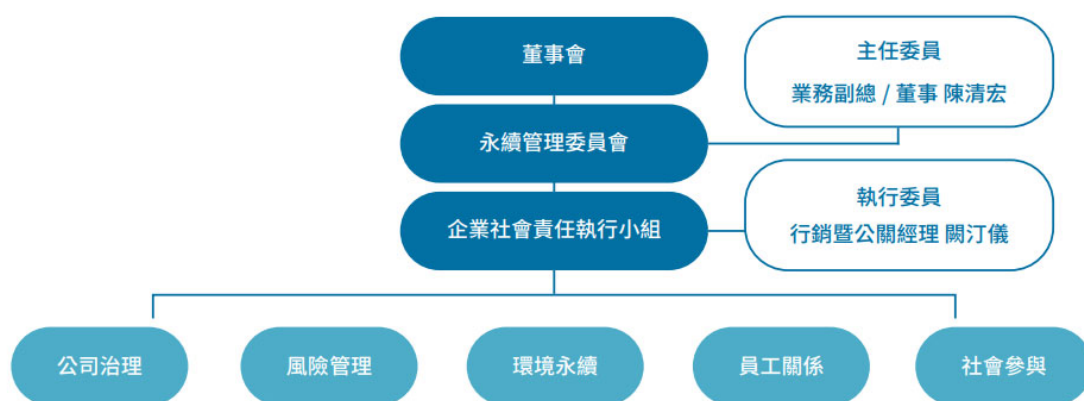 董事會
主任委員
業務副總 / 董事 陳清宏
永續管理委員會
執行委員
行銷暨公關經理 闕汀儀
企業社會責任執行小組
公司治理
風險管理
環境永續
員工關係
社會參與